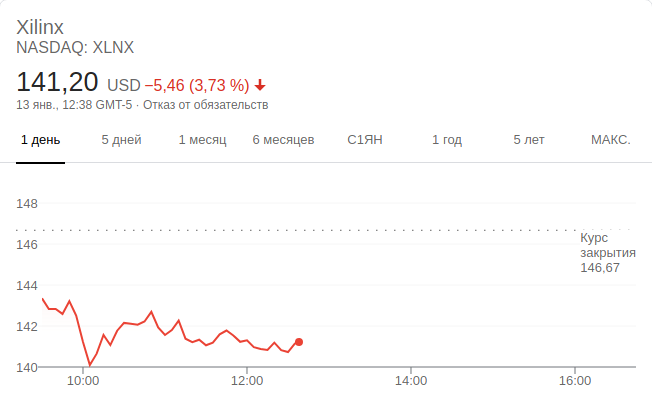 Xilinx
NASDAQ: XLNX
141,20 USD −5,46 (3,73 %)
13 янв., 12:38 GMT-5 · Отказ от обязательств
1 день 5 дней 1 месяц 6 месяцев С1ЯН 1 год 5 лет МАКС.
148
146
Курс
закрытия
146,67
144
142
140
10:00 12:00 14:00 16:00